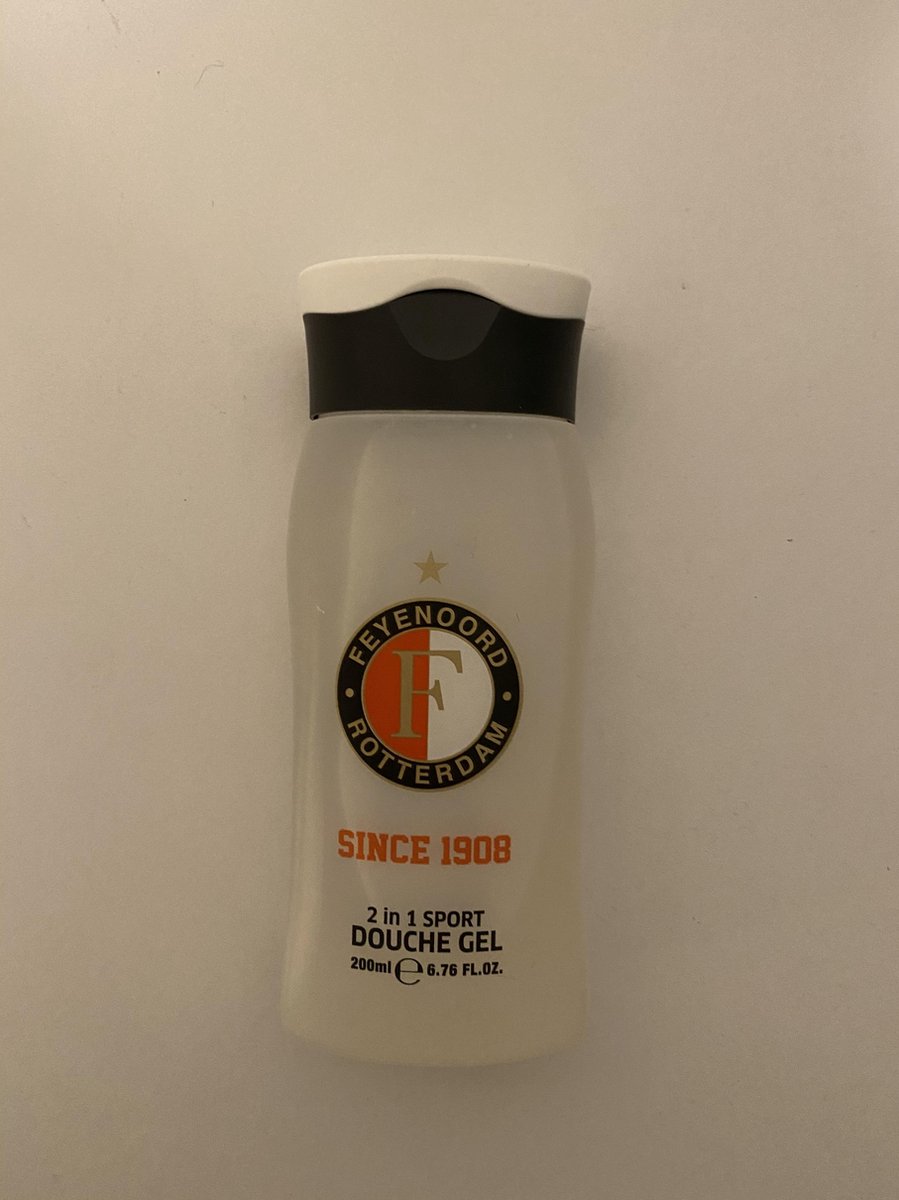 FEYENOORD
F
ROTTERDAM
SINCE 1908
2 in 1 SPORT
DOUCHE GEL
200ml ℮ 6.76 FL.OZ.